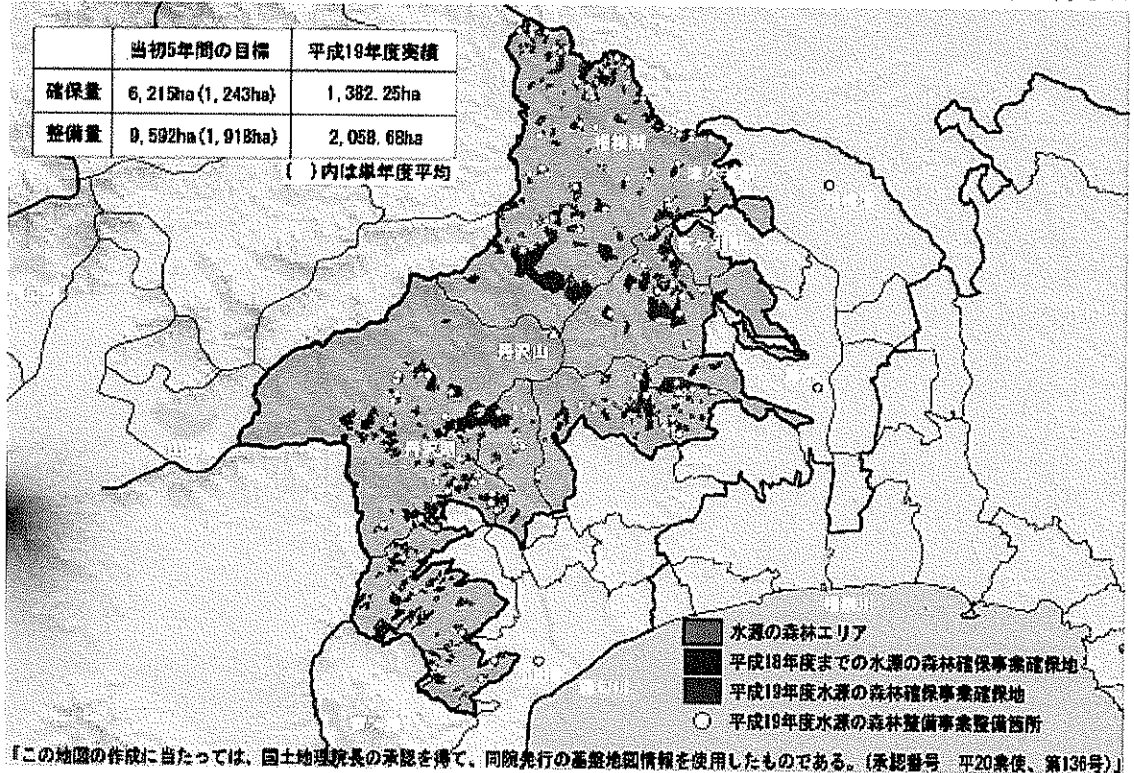 当初5年間の目標 平成19年度実績
確保量 6,215ha(1,243ha) 1,382.25ha
整備量 9,592ha(1,918ha) 2,058.68ha
( )内は単年度平均
相模湖
丹沢山
丹沢湖
水源の森林エリア
平成18年度までの水源の森林確保事業確保地
平成19年度水源の森林確保事業確保地
平成19年度水源の森林整備事業整備箇所
「この地図の作成に当たっては、国土地理院長の承認を得て、同院発行の基盤地図情報を使用したものである。(承認番号 平20業使、第136号)」